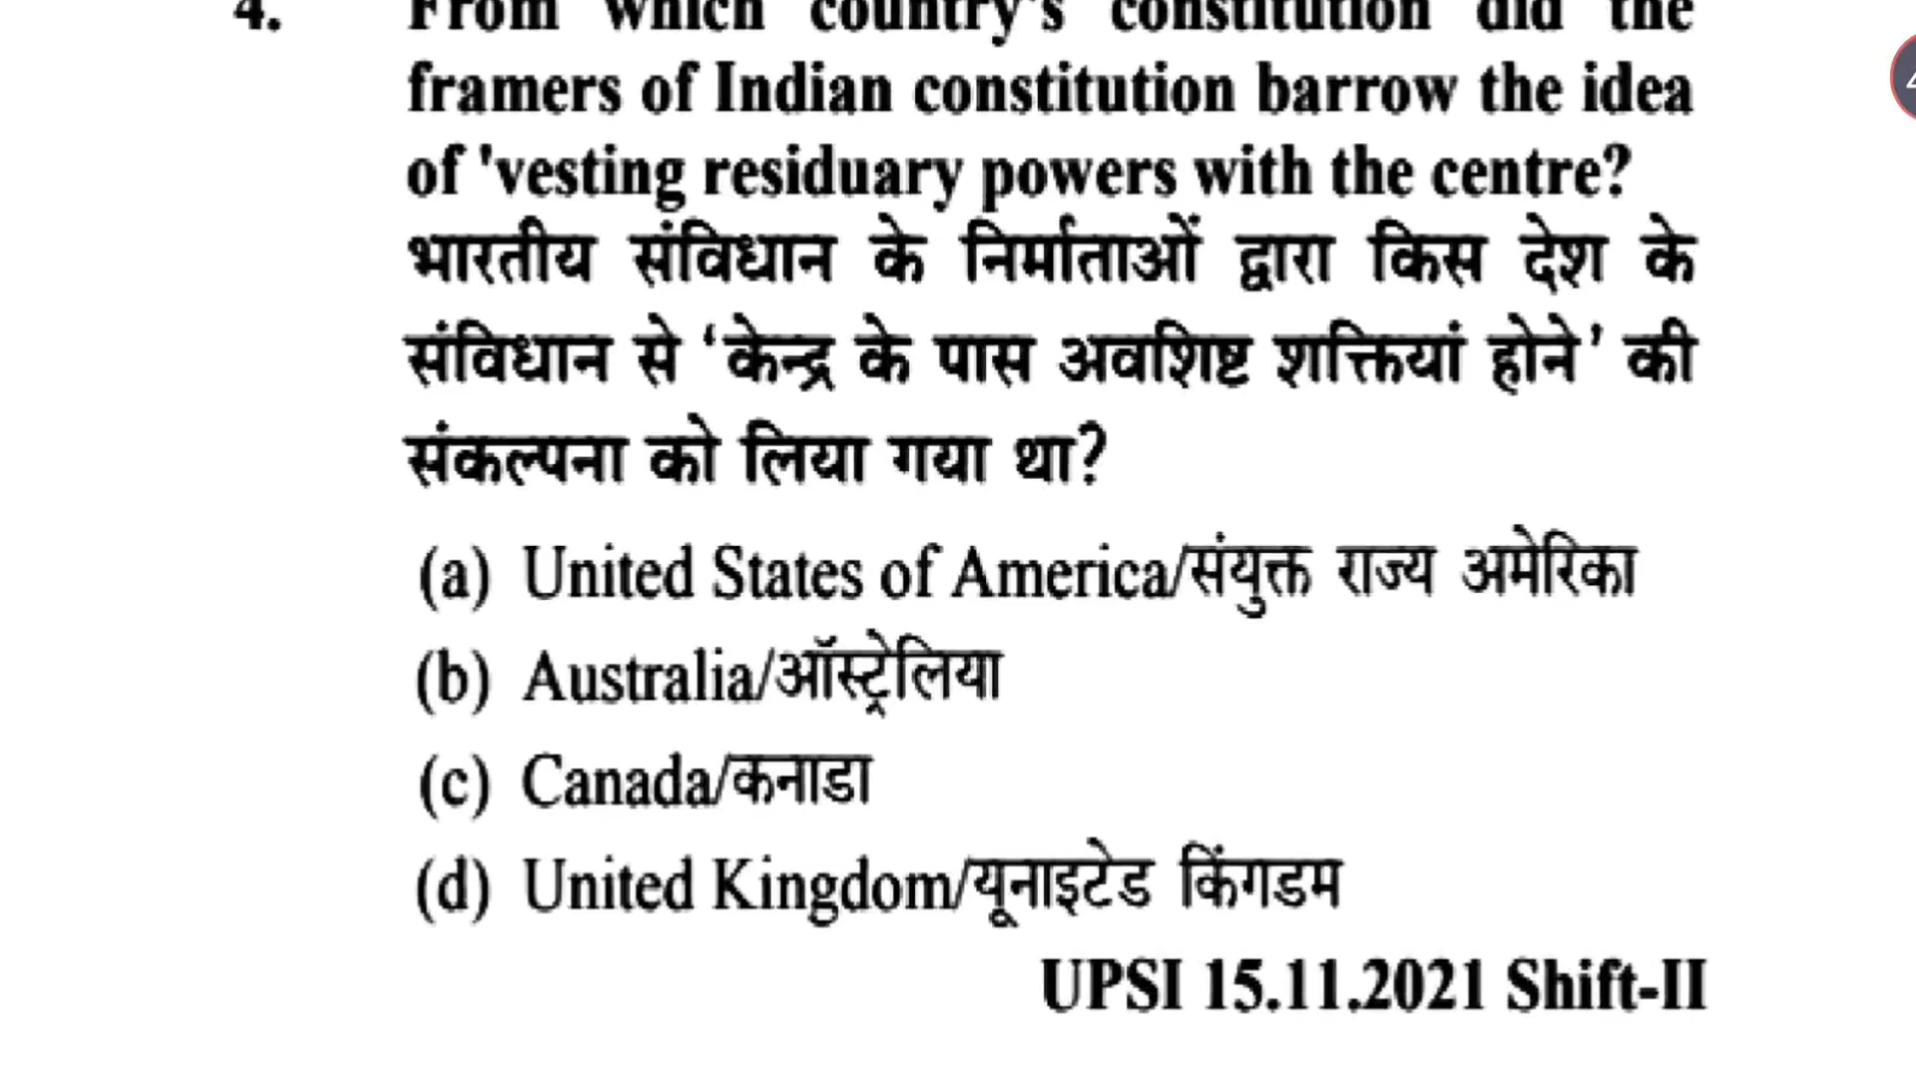 4. From which country's constitution did the
framers of Indian constitution barrow the idea
of 'vesting residuary powers with the centre?
भारतीय संविधान के निर्माताओं द्वारा किस देश के
संविधान से ‘केन्द्र के पास अवशिष्ट शक्तियां होने’ की
संकल्पना को लिया गया था?
(a) United States of America/संयुक्त राज्य अमेरिका
(b) Australia/ऑस्ट्रेलिया
(c) Canada/कनाडा
(d) United Kingdom/यूनाइटेड किंगडम
UPSI 15.11.2021 Shift-II